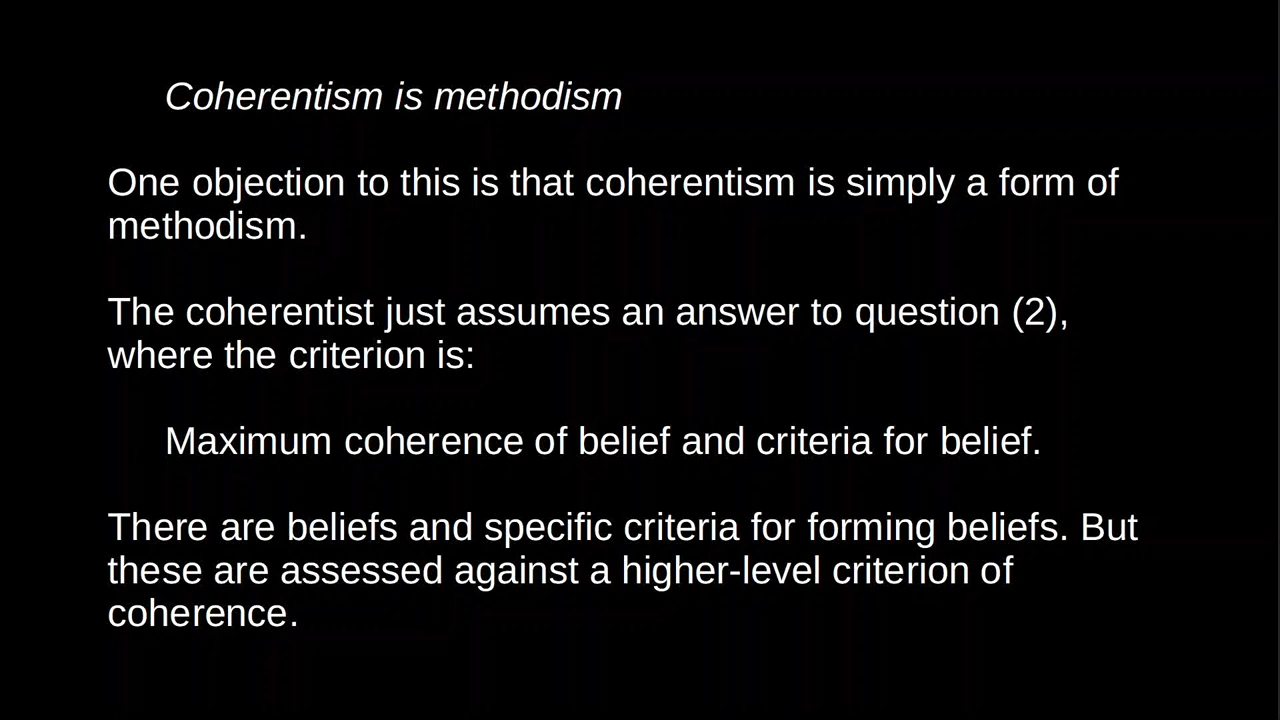 Coherentism is methodism
One objection to this is that coherentism is simply a form of
methodism.
The coherentist just assumes an answer to question (2),
where the criterion is:
Maximum coherence of belief and criteria for belief.
There are beliefs and specific criteria for forming beliefs. But
these are assessed against a higher-level criterion of
coherence.